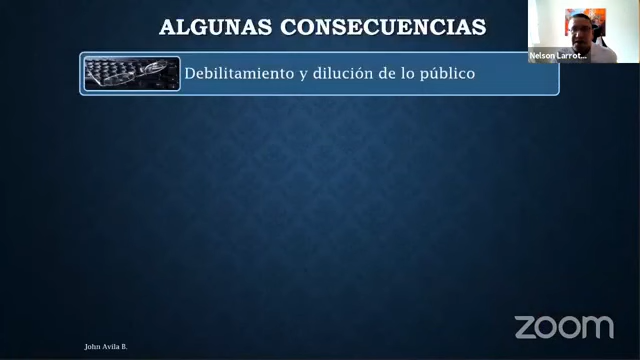 ALGUNAS CONSECUENCIAS
Nelson Larrot...
Debilitamiento y dilución de lo público
zoom
John Avila B.